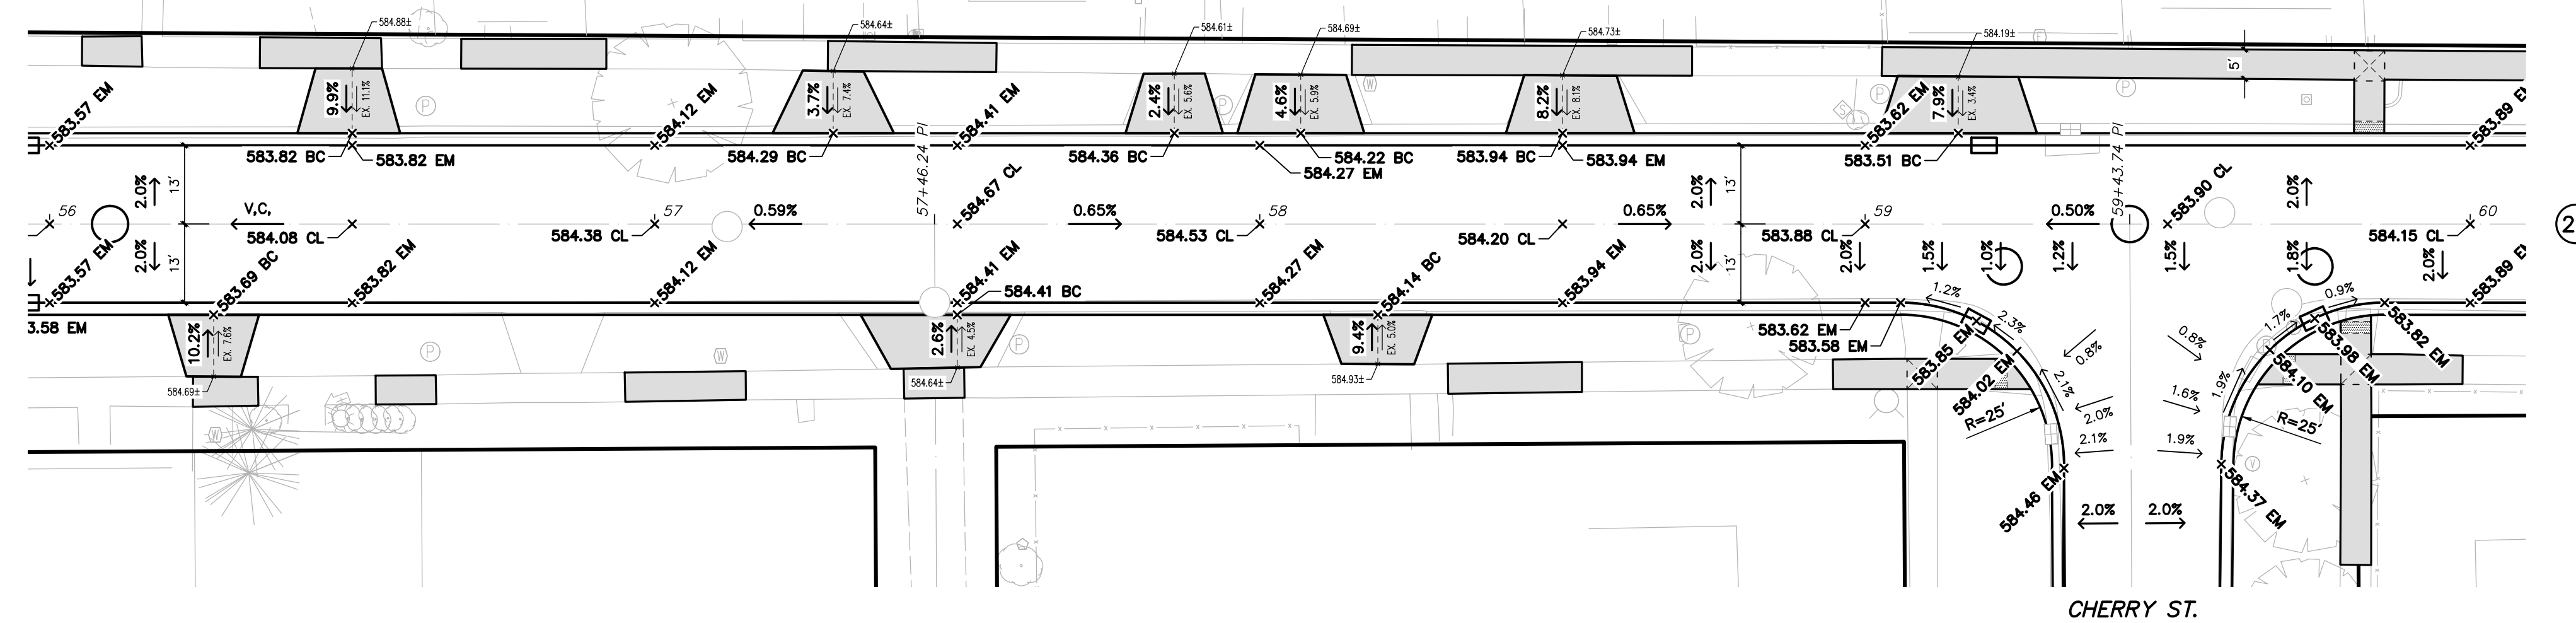 584.88±
584.64±
584.61±
584.69±
584.73±
584.19±
5'
583.57 EM
9.9%
EX. 11.1%
584.12 EM
3.7%
EX. 7.4%
584.41 EM
2.4%
EX. 5.6%
4.6%
EX. 5.9%
8.2%
EX. 8.1%
583.62 EM
7.9%
EX. 3.4%
583.89 EM
P
P
P
P
W
S
E
583.82 BC
583.82 EM
584.29 BC
57+46.24 PI
584.36 BC
584.22 BC
584.27 EM
583.94 BC
583.94 EM
583.51 BC
59+43.74 PI
2.0%
13'
2.0%
13'
2.0%
56
V,C,
584.08 CL
584.38 CL
57
0.59%
584.67 CL
0.65%
584.53 CL
58
584.20 CL
0.65%
583.88 CL
59
0.50%
583.90 CL
584.15 CL
60
2
2.0%
13'
2.0%
13'
2.0%
1.5%
1.0%
1.2%
1.5%
1.8%
2.0%
583.57 EM
583.69 BC
583.82 EM
584.12 EM
584.41 EM
584.41 BC
584.27 EM
584.14 BC
583.94 EM
583.89 EM
3.58 EM
10.2%
EX. 7.6%
P
W
2.6%
EX. 4.5%
P
9.4%
EX. 5.0%
P
583.62 EM
583.58 EM
1.2%
2.3%
583.85 EM
584.02 EM
2.1%
R=25'
0.8%
0.8%
1.7%
0.9%
583.82 EM
583.98 EM
584.10 EM
1.9%
1.6%
R=25'
584.69±
584.64±
584.93±
W
2.0%
2.1%
1.9%
V
584.46 EM
584.37 EM
2.0%
2.0%
CHERRY ST.